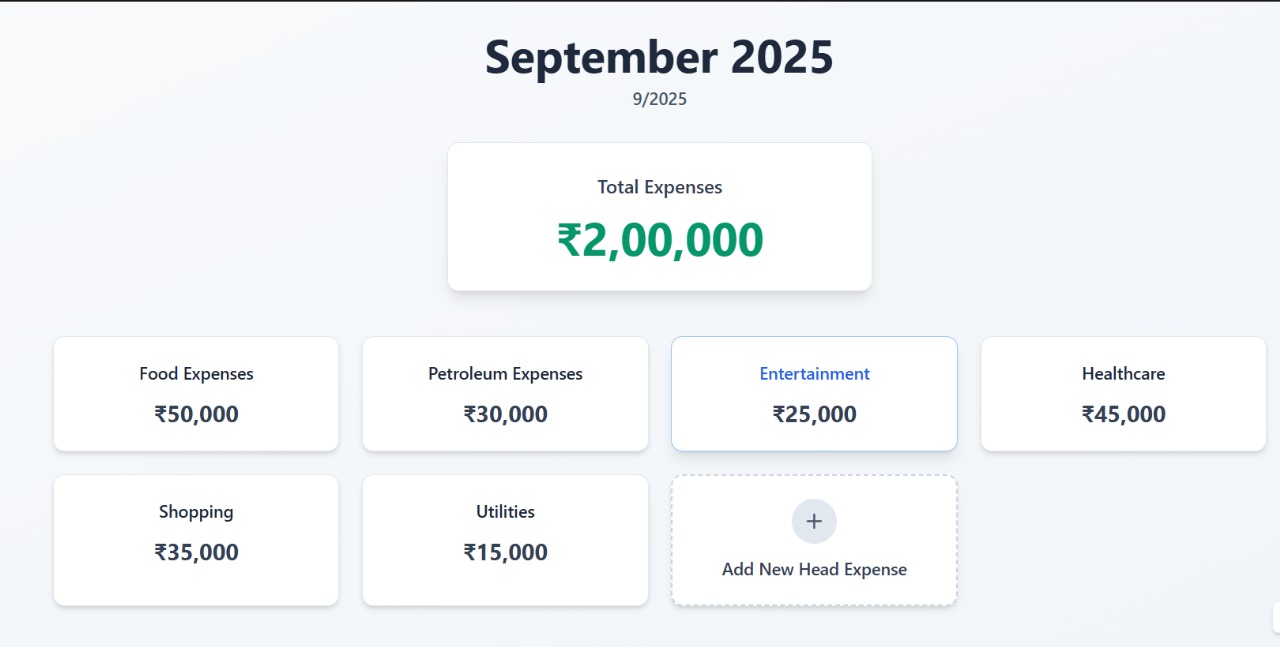 September 2025
9/2025
Total Expenses
₹2,00,000
Food Expenses
₹50,000
Petroleum Expenses
₹30,000
Entertainment
₹25,000
Healthcare
₹45,000
Shopping
₹35,000
Utilities
₹15,000
+
Add New Head Expense